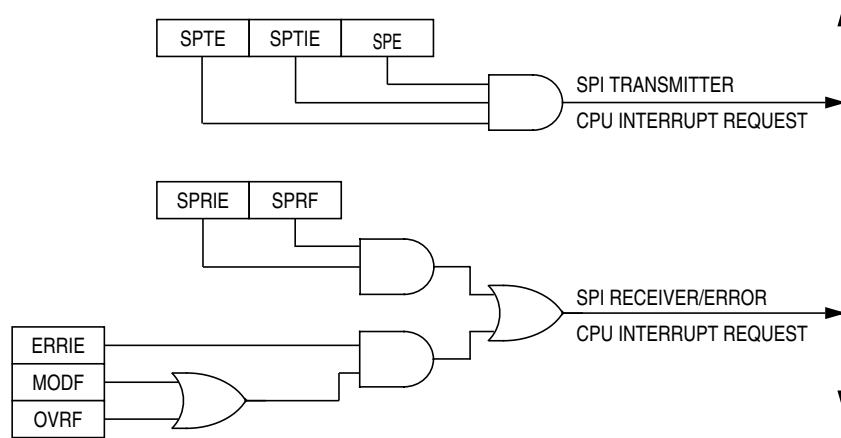 SPTE SPTIE SPE
SPI TRANSMITTER
CPU INTERRUPT REQUEST
SPRIE SPRF
SPI RECEIVER/ERROR
CPU INTERRUPT REQUEST
ERRIE
MODF
OVRF